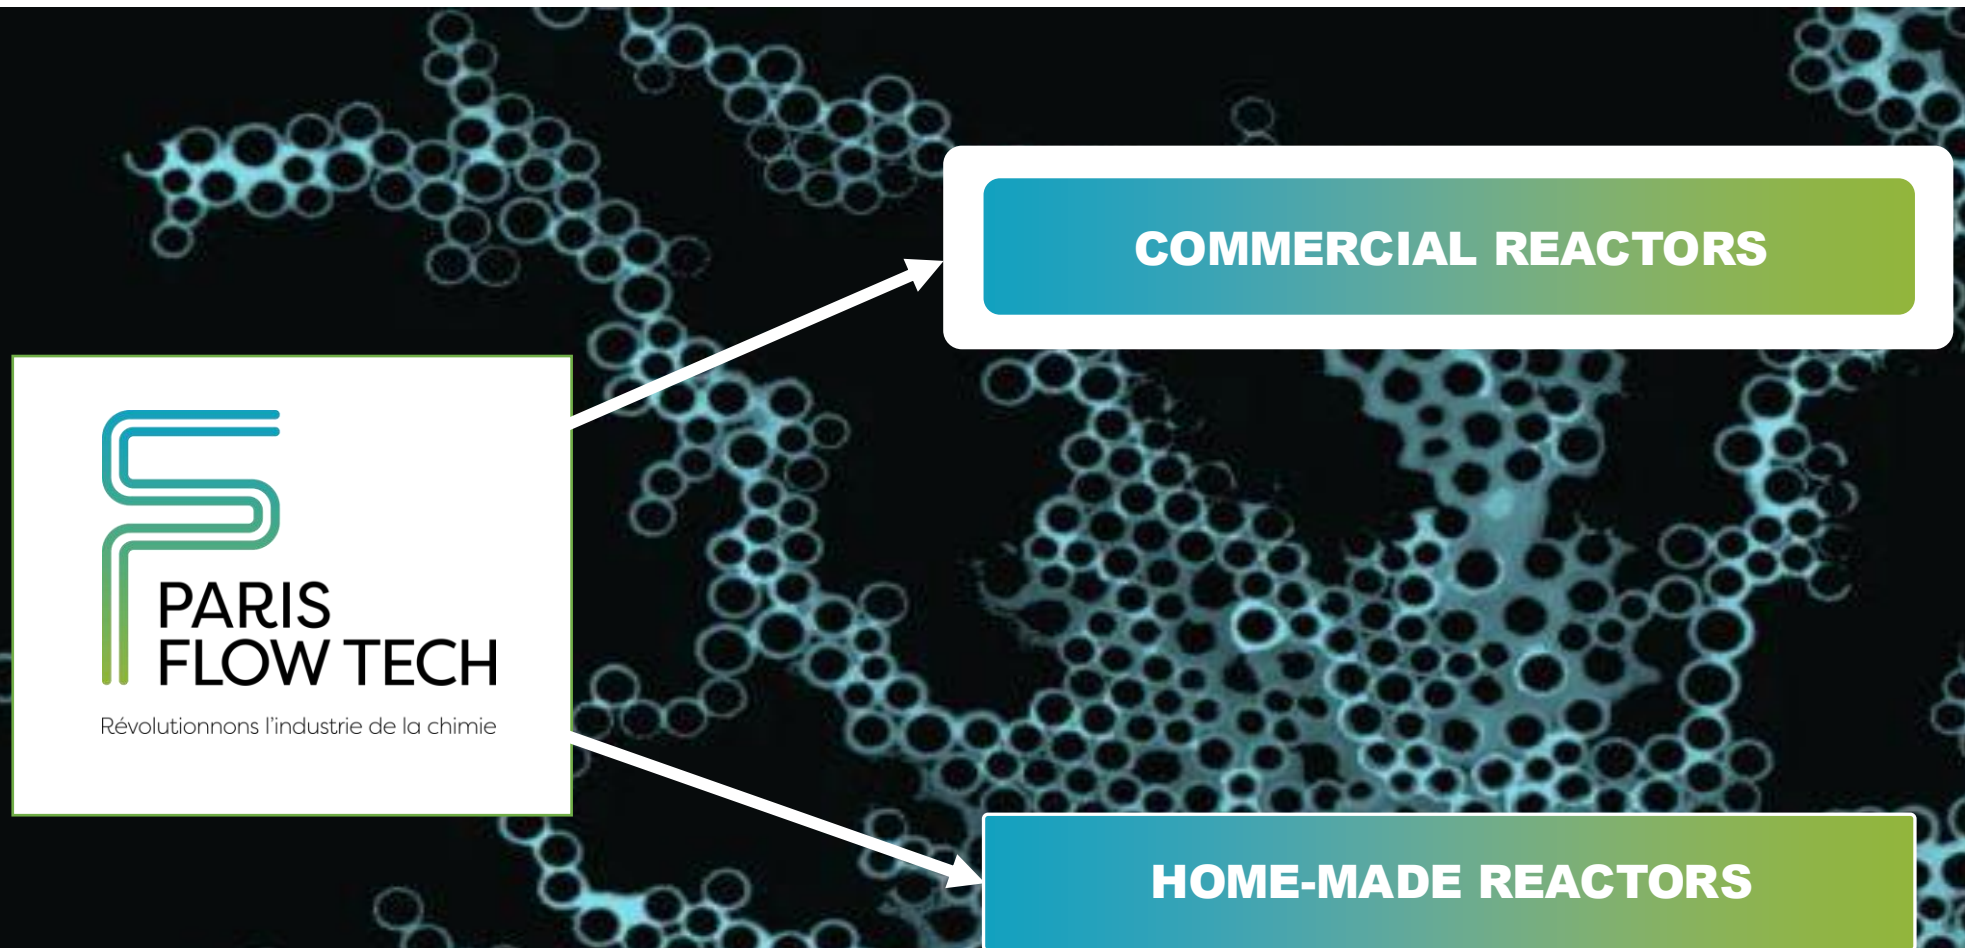 COMMERCIAL REACTORS
PARIS
FLOW TECH
Révolutionnons l'industrie de la chimie
HOME-MADE REACTORS